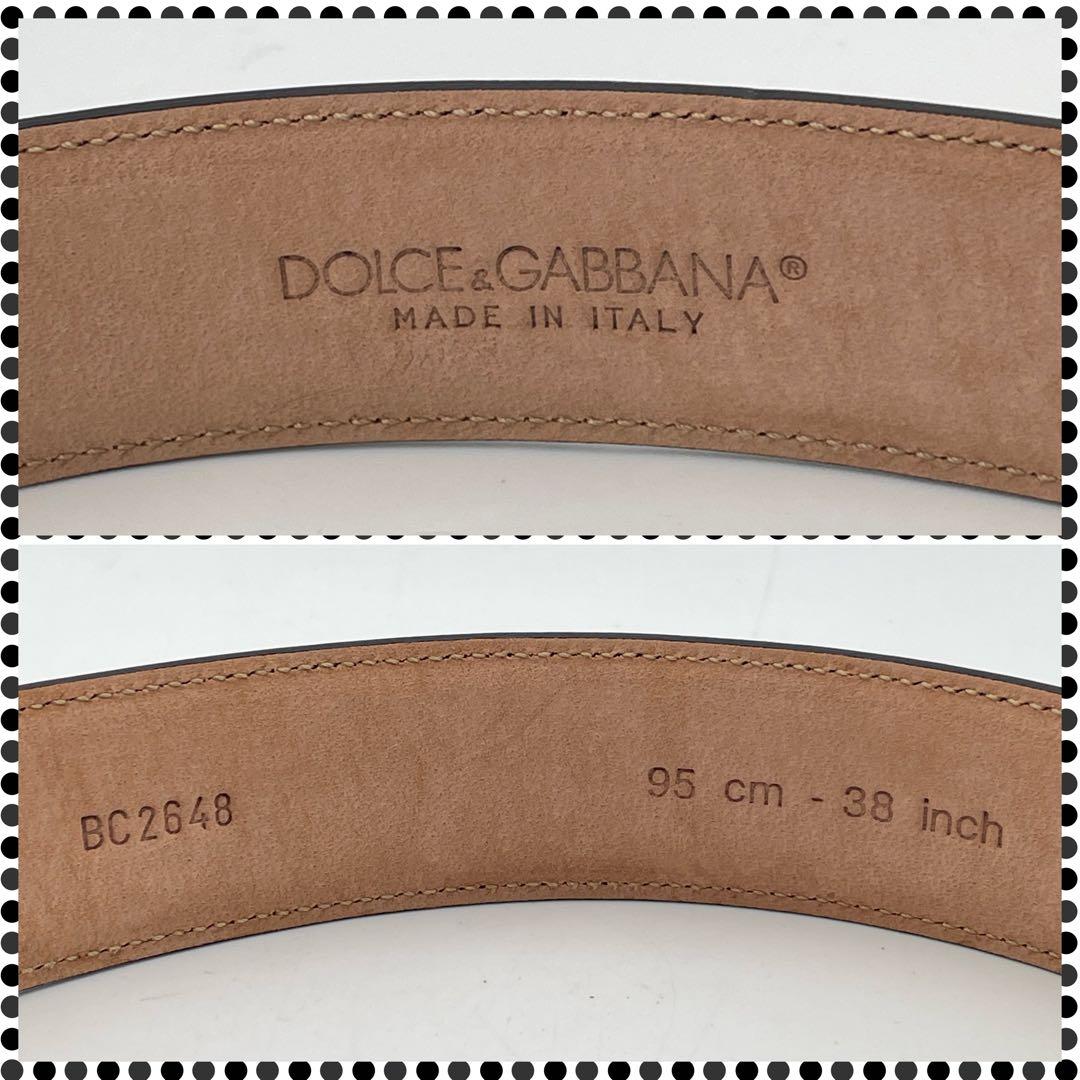 DOLCE&GABBANA®
MADE IN ITALY
BC2648
95 cm - 38 inch